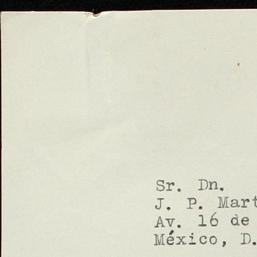 Sr. Dn.
J. P. Mart
Av. 16 de
México, D.